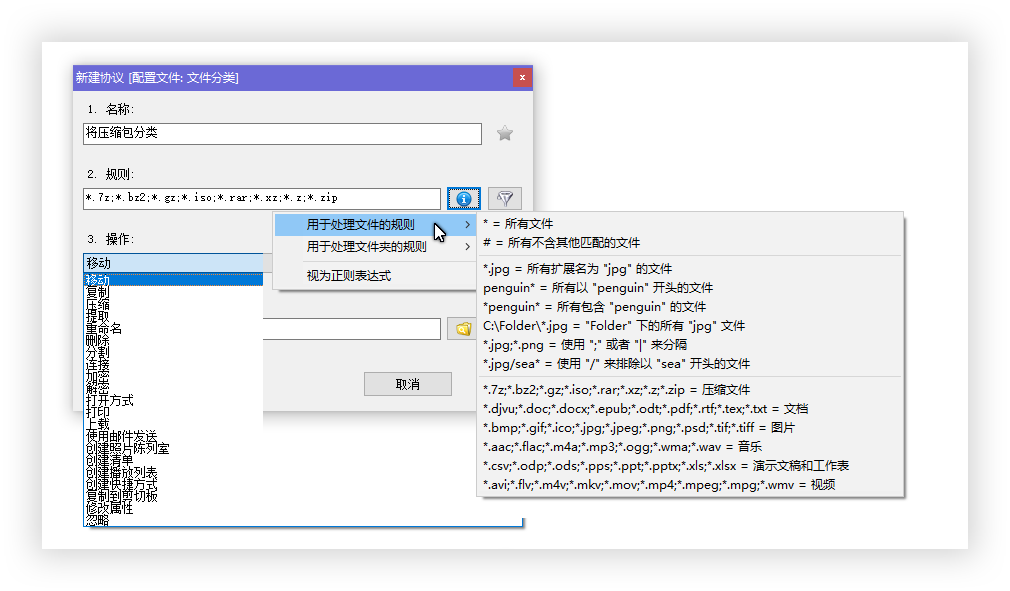 新建协议 [配置文件: 文件分类]
x
1. 名称:
将压缩包分类
2. 规则:
*.7z;*.bz2;*.gz;*.iso;*.rar;*.xz;*.z;*.zip
3. 操作:
移动
移动
复制
压缩
提取
重命名
删除
分割
连接
加密
解密
打开方式
打印
上载
使用邮件发送
创建照片陈列室
创建清单
创建播放列表
创建快捷方式
复制到剪切板
修改属性
忽略
取消
用于处理文件的规则
用于处理文件夹的规则
视为正则表达式
* = 所有文件
# = 所有不含其他匹配的文件
*.jpg = 所有扩展名为 "jpg" 的文件
penguin* = 所有以 "penguin" 开头的文件
*penguin* = 所有包含 "penguin" 的文件
C:\Folder\*.jpg = "Folder" 下的所有 "jpg" 文件
*.jpg;*.png = 使用 ";" 或者 "|" 来分隔
*.jpg/sea* = 使用 "/" 来排除以 "sea" 开头的文件
*.7z;*.bz2;*.gz;*.iso;*.rar;*.xz;*.z;*.zip = 压缩文件
*.djvu;*.doc;*.docx;*.epub;*.odt;*.pdf;*.rtf;*.tex;*.txt = 文档
*.bmp;*.gif;*.ico;*.jpg;*.jpeg;*.png;*.psd;*.tif;*.tiff = 图片
*.aac;*.flac;*.m4a;*.mp3;*.ogg;*.wma;*.wav = 音乐
*.csv;*.odp;*.ods;*.pps;*.ppt;*.pptx;*.xls;*.xlsx = 演示文稿和工作表
*.avi;*.flv;*.m4v;*.mkv;*.mov;*.mp4;*.mpeg;*.mpg;*.wmv = 视频